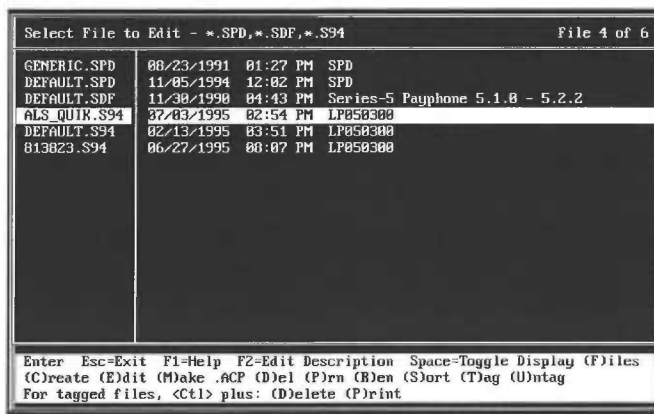 Select File to Edit - *.SPD,*.SDF,*.S94 File 4 of 6
GENERIC.SPD 08/23/1991 01:27 PM SPD
DEFAULT.SPD 11/05/1994 12:02 PM SPD
DEFAULT.SDF 11/30/1990 04:43 PM Series-5 Payphone 5.1.0 - 5.2.2
ALS_QUIK.S94 07/03/1995 02:54 PM LP050300
DEFAULT.S94 02/13/1995 03:51 PM LP050300
813823.S94 06/27/1995 08:07 PM LP050300
Enter Esc=Exit F1=Help F2=Edit Description Space=Toggle Display (F)iles
(C)reate (E)dit (M)ake .ACP (D)el (P)rn (R)en (S)ort (T)ag (U)ntag
For tagged files, <Ctl> plus: (D)elete (P)rint